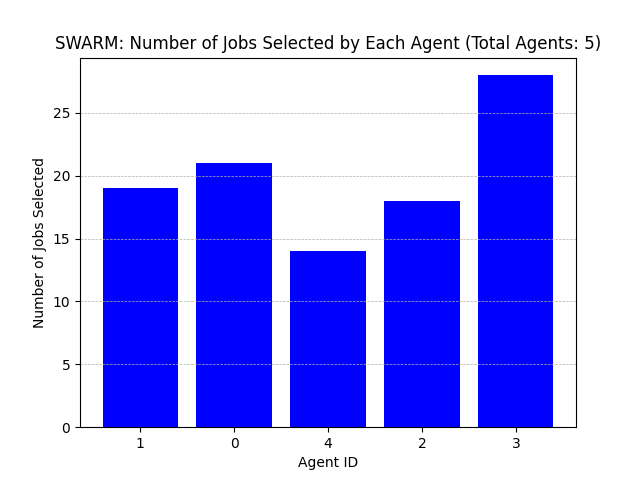 SWARM: Number of Jobs Selected by Each Agent (Total Agents: 5)
Number of Jobs Selected
25
20
15
10
5
0
1 0 4 2 3
Agent ID